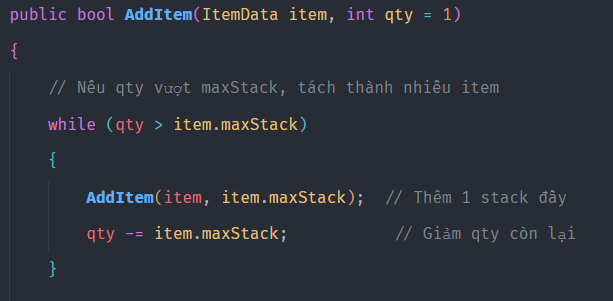 public bool AddItem(ItemData item, int qty = 1)
{
// Nếu qty vượt maxStack, tách thành nhiều item
while (qty > item.maxStack)
{
AddItem(item, item.maxStack); // Thêm 1 stack đầy
qty -= item.maxStack; // Giảm qty còn lại
}